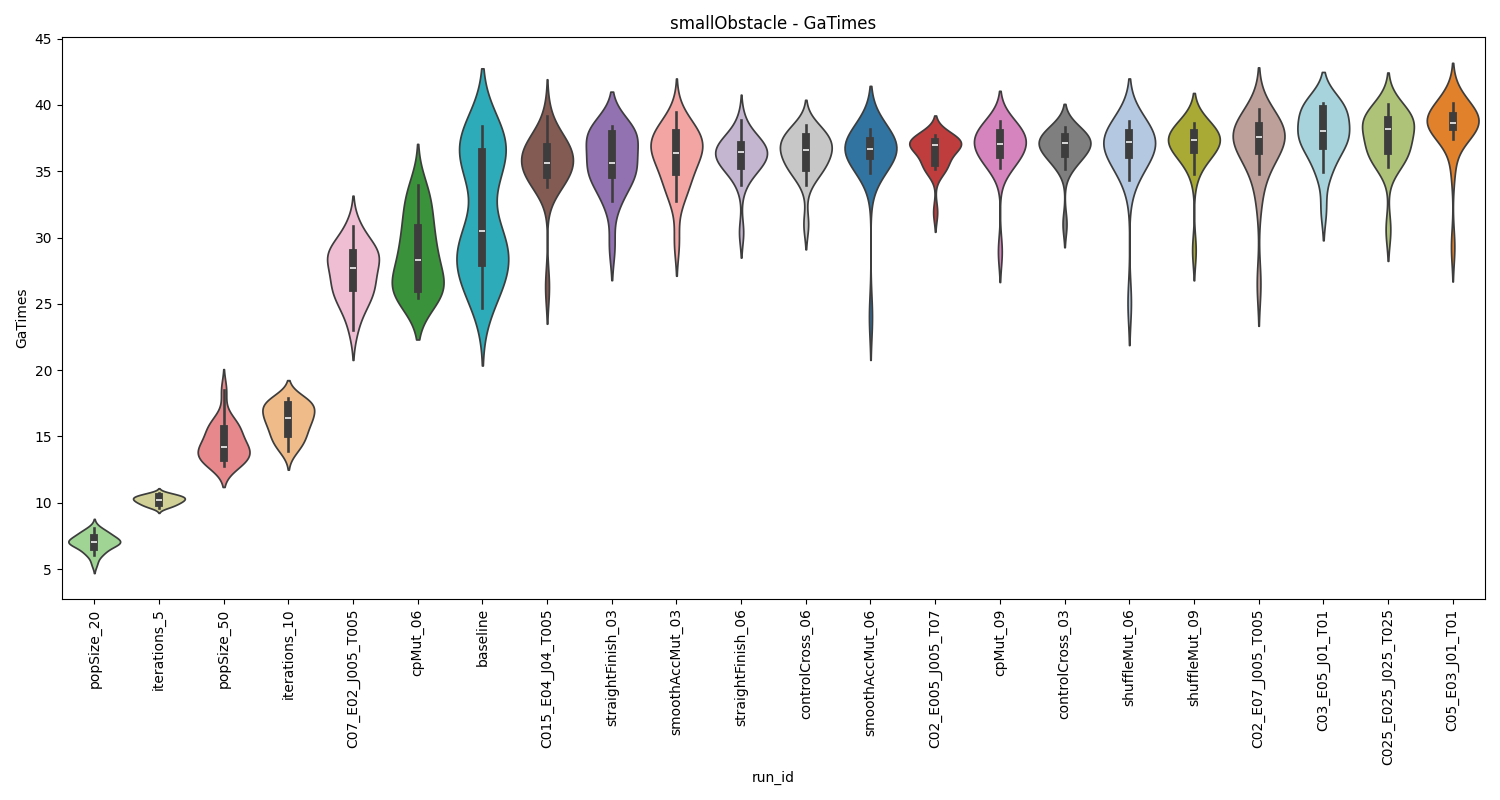 smallObstacle - GaTimes
GaTimes
45
40
35
30
25
20
15
10
5
popSize_20
iterations_5
popSize_50
iterations_10
C07_E02_J005_T005
cpMut_06
baseline
C015_E04_J04_T005
straightFinish_03
smoothAccMut_03
straightFinish_06
controlCross_06
smoothAccMut_06
C02_E005_J005_T07
cpMut_09
controlCross_03
shuffleMut_06
shuffleMut_09
C02_E07_J005_T005
C03_E05_J01_T01
C025_E025_J025_T025
C05_E03_J01_T01
run_id